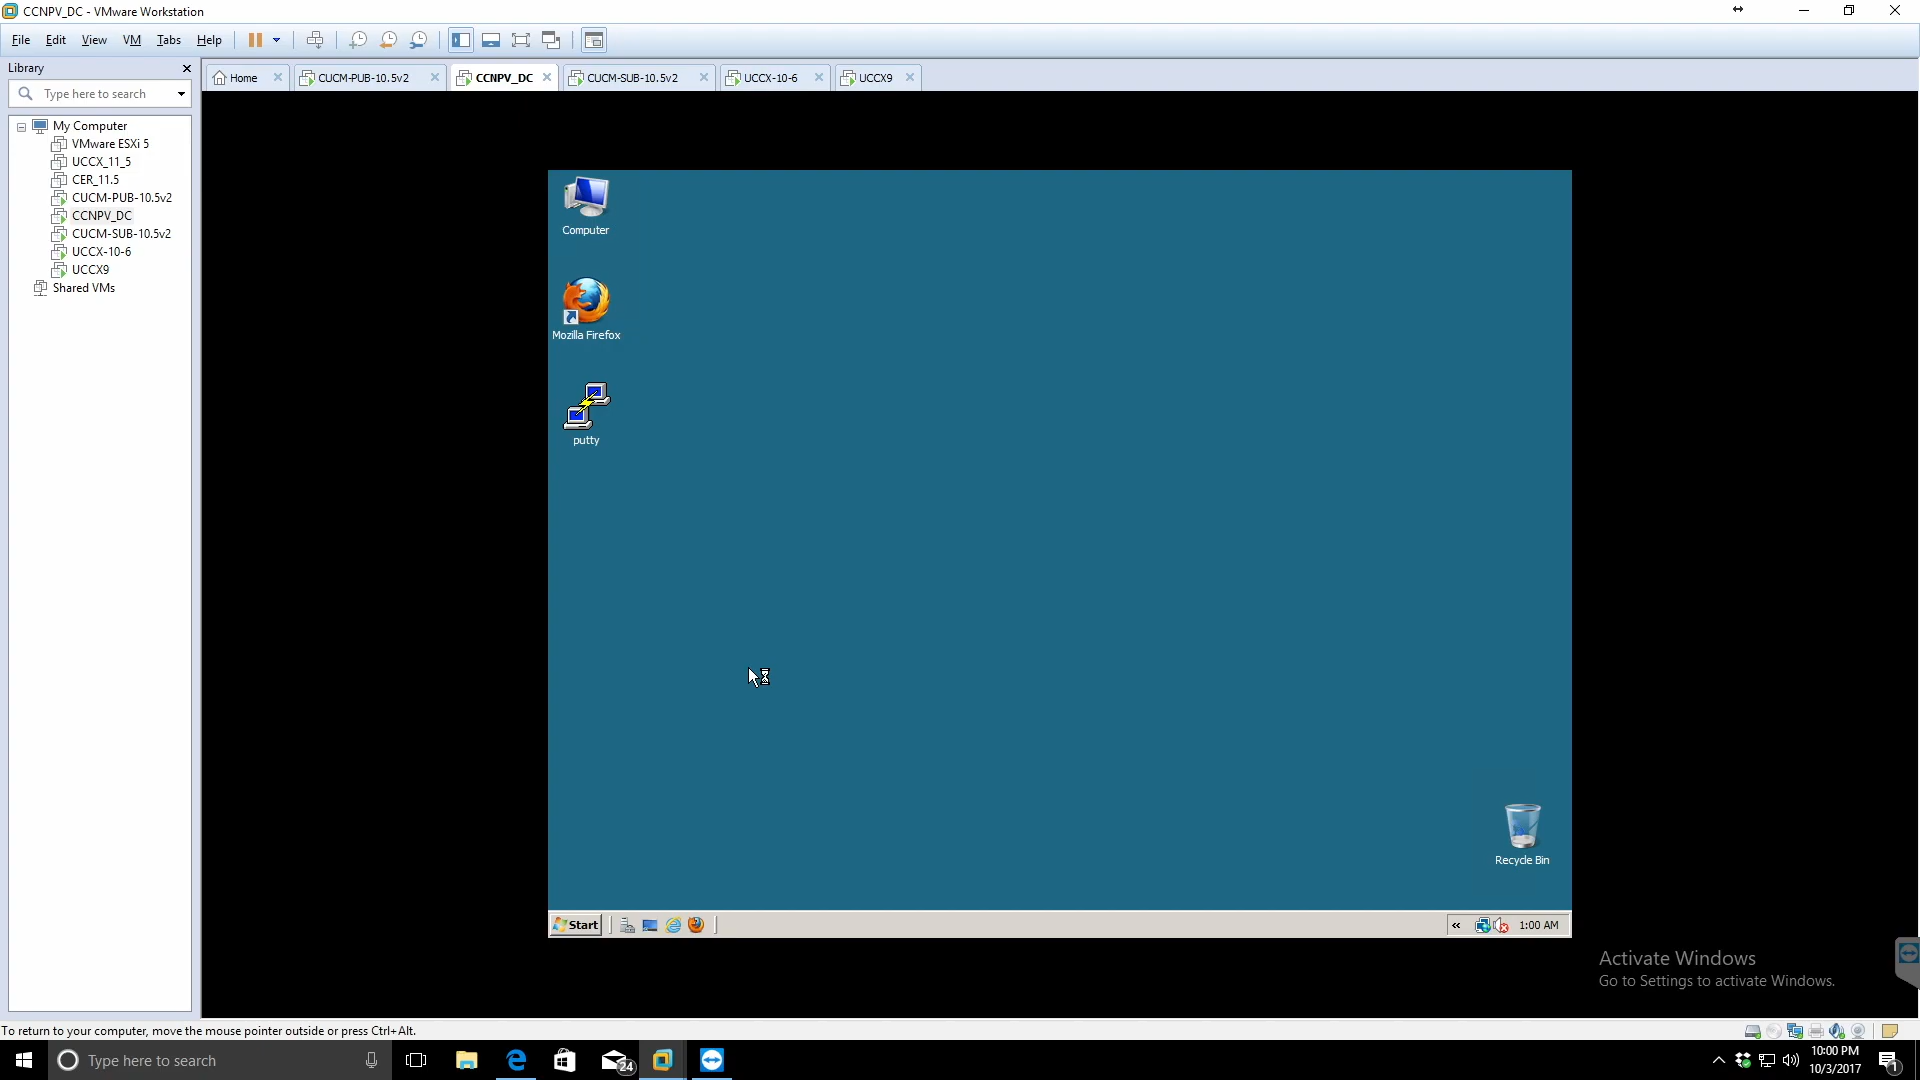 CCNPV_DC - VMware Workstation
File Edit View VM Tabs Help
Library
Type here to search
Home
CUCM-PUB-10.5v2
CCNPV_DC
CUCM-SUB-10.5v2
UCCX-10-6
UCCX9
My Computer
VMware ESXi 5
UCCX_11_5
CER_11.5
CUCM-PUB-10.5v2
CCNPV_DC
CUCM-SUB-10.5v2
UCCX-10-6
UCCX9
Shared VMs
Computer
Mozilla Firefox
putty
Recycle Bin
Start
1:00 AM
Activate Windows
Go to Settings to activate Windows.
To return to your computer, move the mouse pointer outside or press Ctrl+Alt.
Type here to search
24
10:00 PM
10/3/2017
1